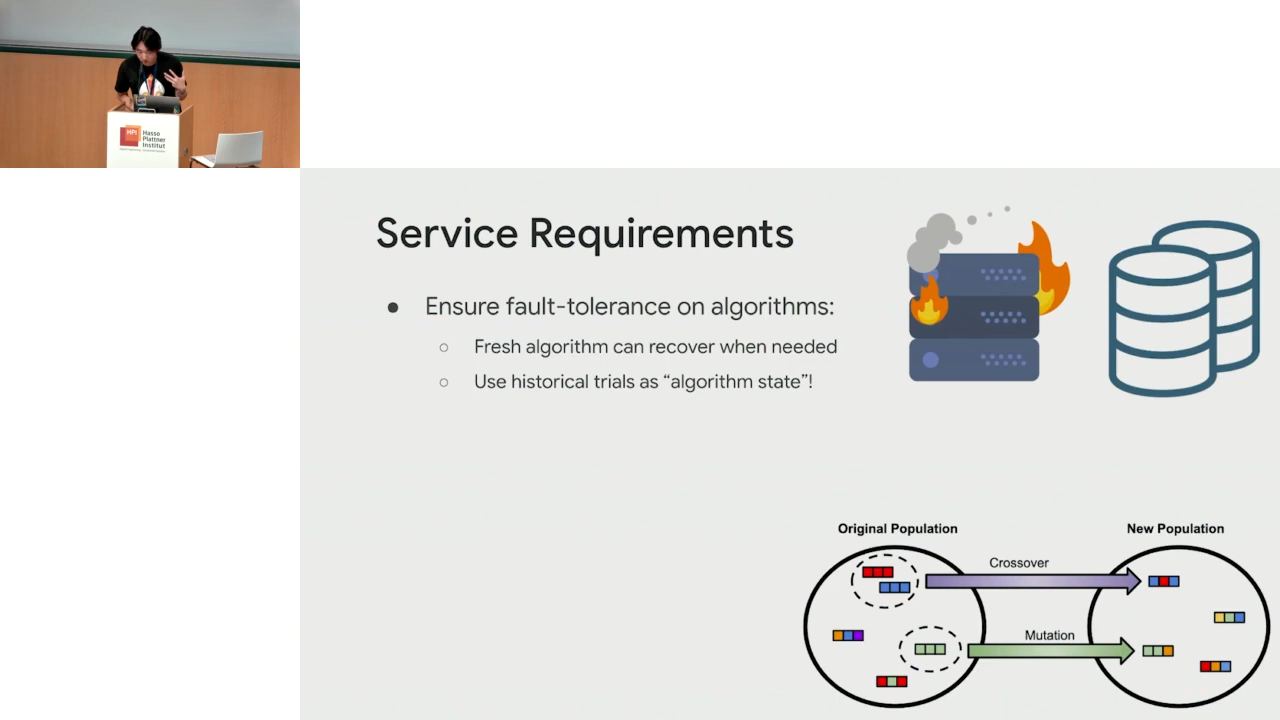 HPI
Hasso
Plattner
Institut
Service Requirements
● Ensure fault-tolerance on algorithms:
○ Fresh algorithm can recover when needed
○ Use historical trials as “algorithm state”!
Original Population
New Population
Crossover
Mutation